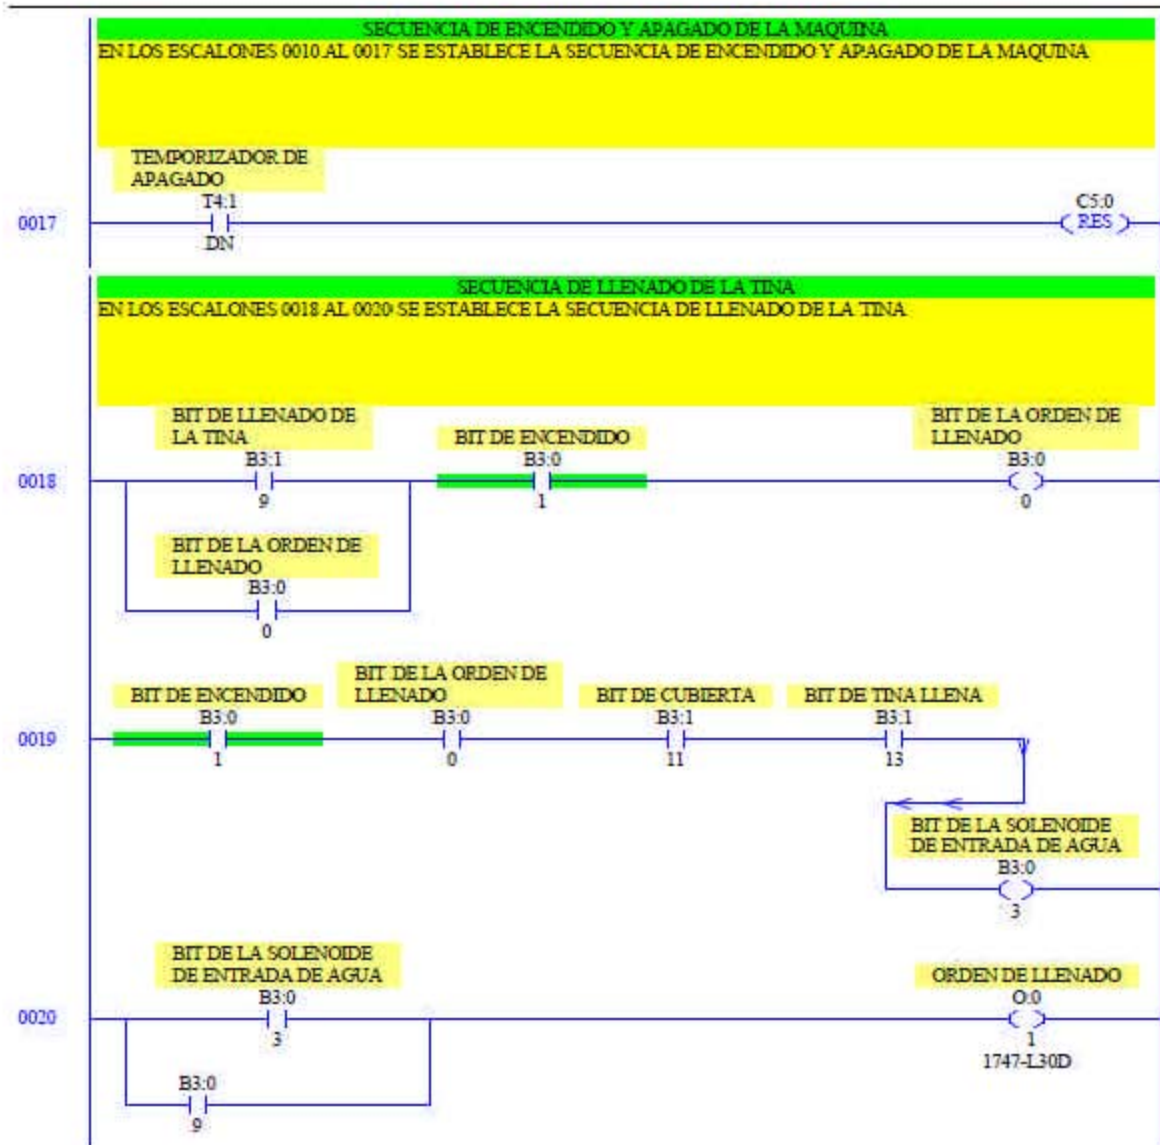 SECUENCIA DE ENCENDIDO Y APAGADO DE LA MAQUINA
EN LOS ESCALONES 0010 AL 0017 SE ESTABLECE LA SECUENCIA DE ENCENDIDO Y APAGADO DE LA MAQUINA
TEMPORIZADOR DE
APAGADO
T4:1
C5:0
0017
RES
DN
SECUENCIA DE LLENADO DE LA TINA
EN LOS ESCALONES 0018 AL 0020 SE ESTABLECE LA SECUENCIA DE LLENADO DE LA TINA
BIT DE LLENADO DE
LA TINA
B3:1
BIT DE ENCENDIDO
B3:0
BIT DE LA ORDEN DE
LLENADO
B3:0
0018
9
1
0
BIT DE LA ORDEN DE
LLENADO
B3:0
0
BIT DE ENCENDIDO
B3:0
BIT DE LA ORDEN DE
LLENADO
B3:0
BIT DE CUBIERTA
B3:1
BIT DE TINA LLENA
B3:1
0019
1
0
11
13
BIT DE LA SOLENOIDE
DE ENTRADA DE AGUA
B3:0
3
BIT DE LA SOLENOIDE
DE ENTRADA DE AGUA
B3:0
ORDEN DE LLENADO
O:0
0020
3
1
1747-L30D
B3:0
9